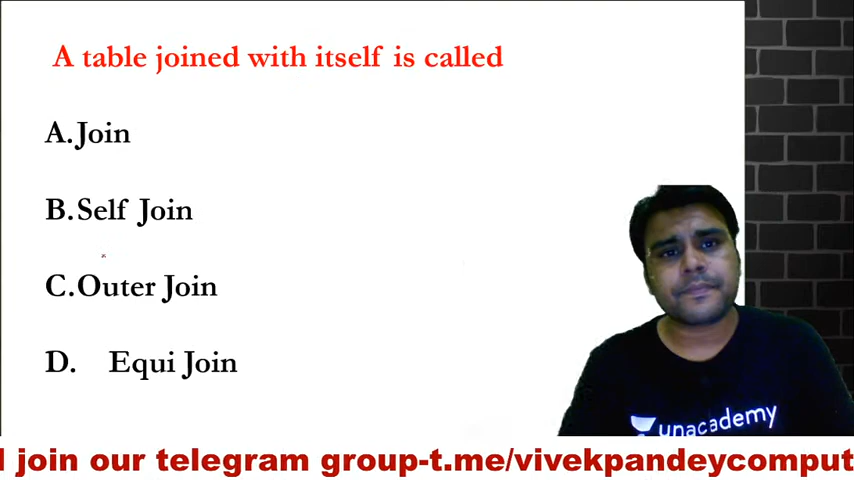 A table joined with itself is called
A.Join
B.Self Join
C.Outer Join
D. Equi Join
unacademy
join our telegram group-t.me/vivekpandeycomput